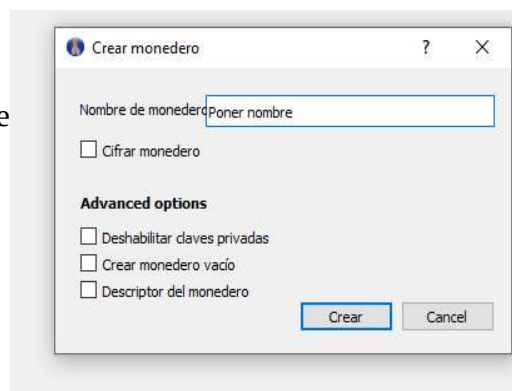 Crear monedero ?
e
Nombre de monedero Poner nombre
Cifrar monedero
Advanced options
Deshabilitar claves privadas
Crear monedero vacío
Descriptor del monedero
Crear Cancel